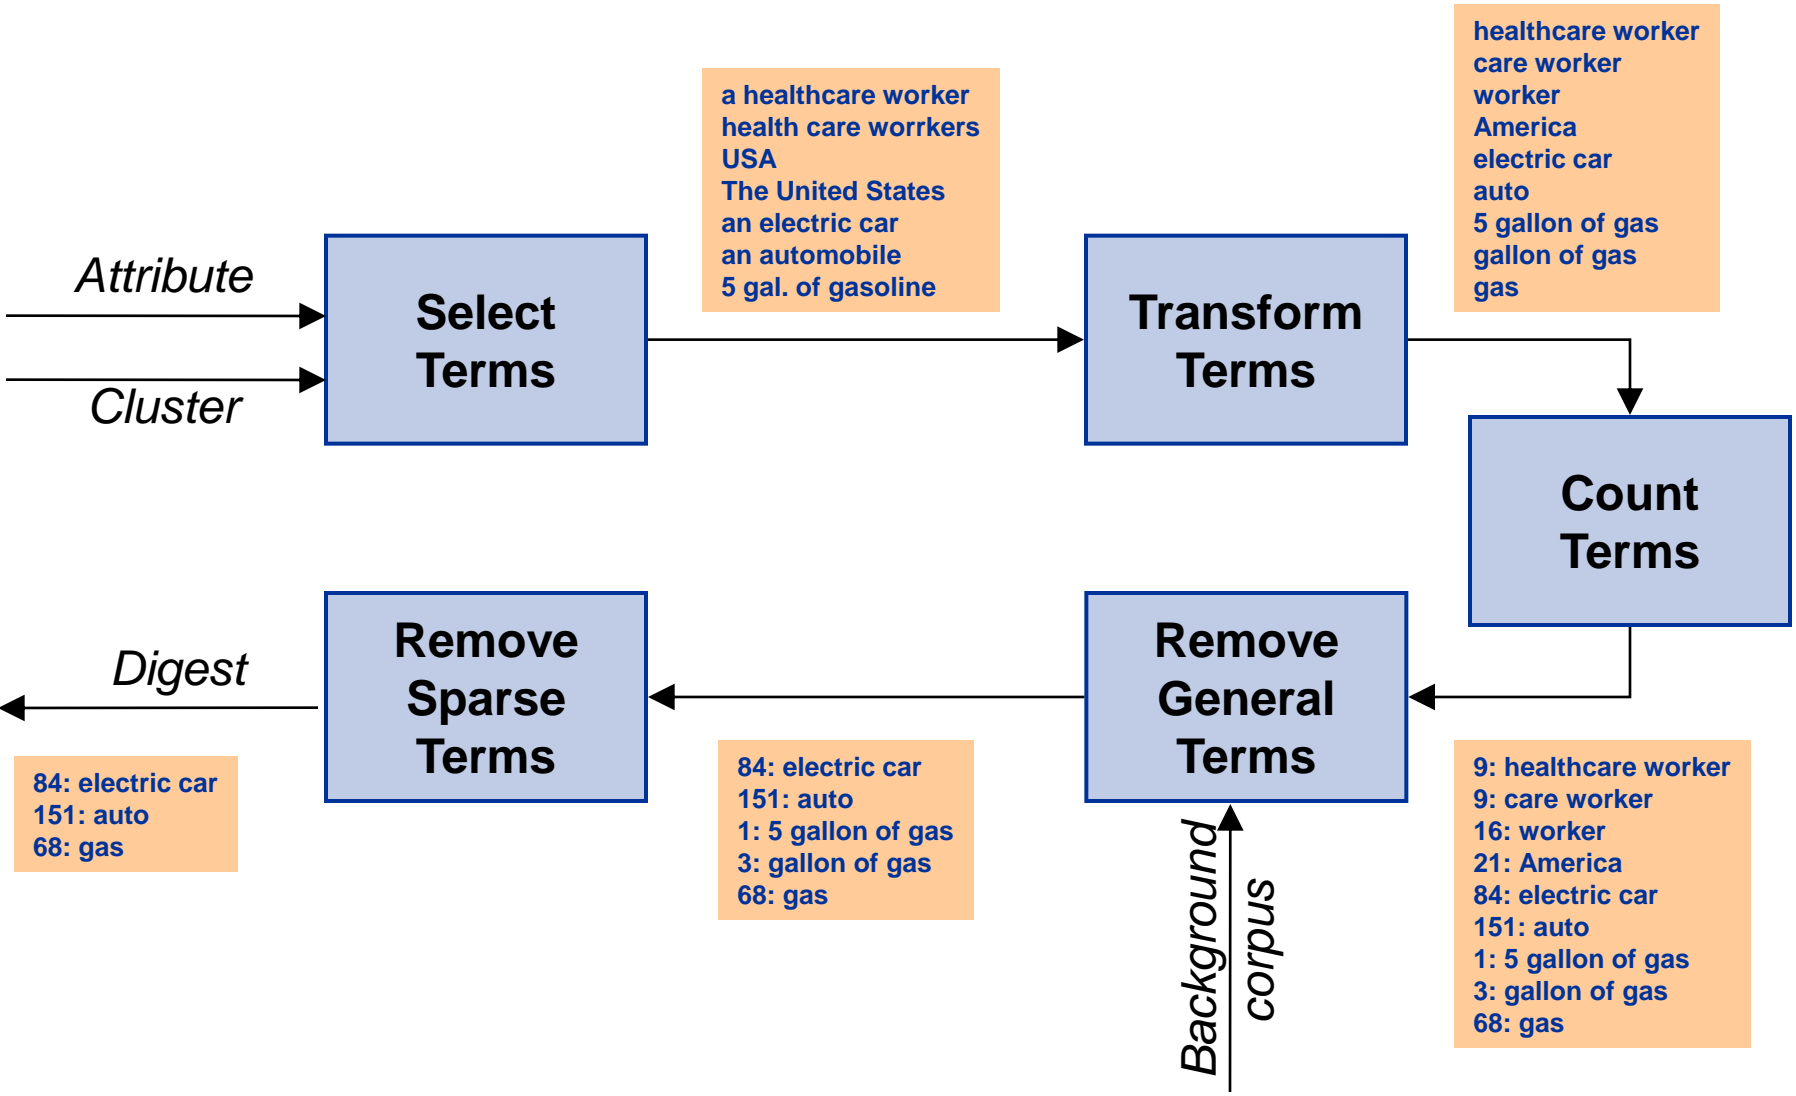 healthcare worker
care worker
worker
America
electric car
auto
5 gallon of gas
gallon of gas
gas
a healthcare worker
health care worrkers
USA
The United States
an electric car
an automobile
5 gal. of gasoline
Attribute
Cluster
Select
Terms
Transform
Terms
Count
Terms
Remove
General
Terms
Remove
Sparse
Terms
Digest
84: electric car
151: auto
68: gas
84: electric car
151: auto
1: 5 gallon of gas
3: gallon of gas
68: gas
Background
corpus
9: healthcare worker
9: care worker
16: worker
21: America
84: electric car
151: auto
1: 5 gallon of gas
3: gallon of gas
68: gas